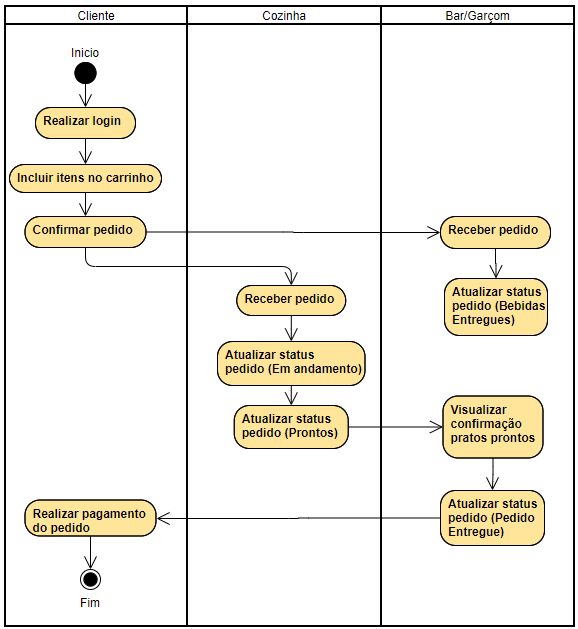 Cliente
Cozinha
Bar/Garçom
Inicio
Realizar login
Incluir itens no carrinho
Confirmar pedido
Receber pedido
Receber pedido
Atualizar status
pedido (Bebidas
Entregues)
Atualizar status
pedido (Em andamento)
Atualizar status
pedido (Prontos)
Visualizar
confirmação
pratos prontos
Atualizar status
pedido (Pedido
Entregue)
Realizar pagamento
do pedido
Fim